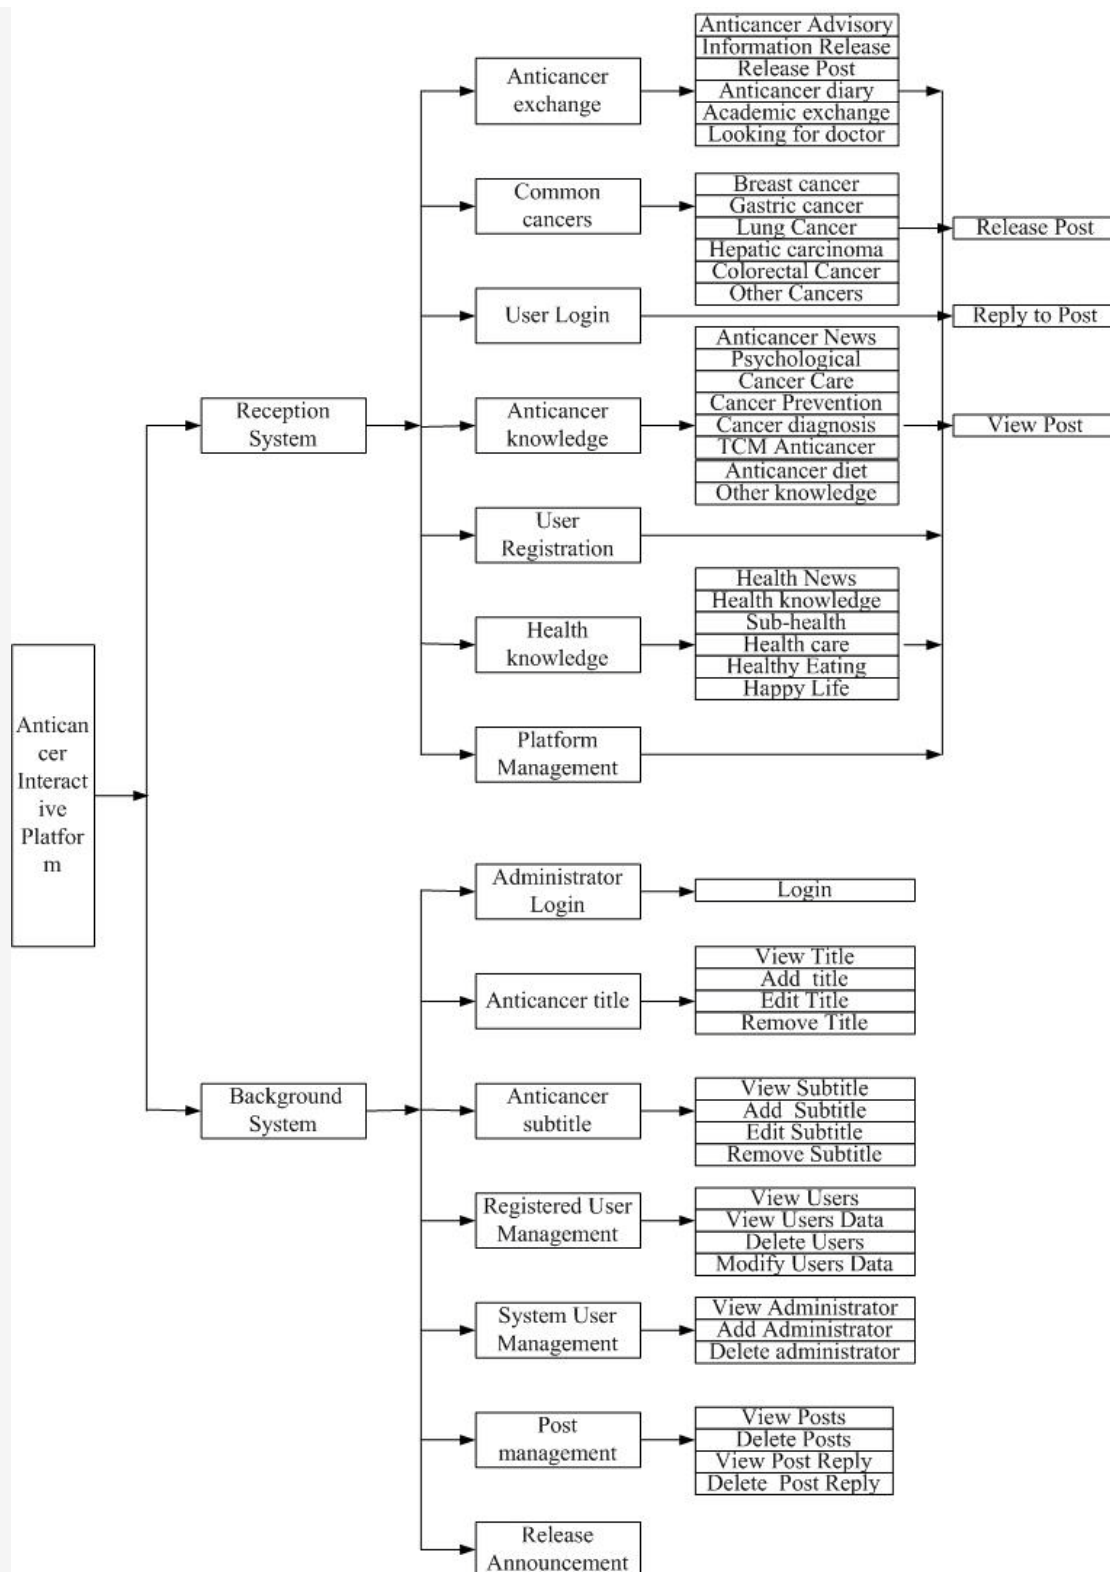 Anticancer Advisory
Information Release
Release Post
Anticancer diary
Academic exchange
Looking for doctor
Anticancer
exchange
Common
cancers
Breast cancer
Gastric cancer
Lung Cancer
Hepatic carcinoma
Colorectal Cancer
Other Cancers
Release Post
User Login
Reply to Post
Reception
System
Anticancer
knowledge
Anticancer News
Psychological
Cancer Care
Cancer Prevention
Cancer diagnosis
TCM Anticancer
Anticancer diet
Other knowledge
View Post
User
Registration
Health
knowledge
Health News
Health knowledge
Sub-health
Health care
Healthy Eating
Happy Life
Platform
Management
Antican
cer
Interact
ive
Platfor
m
Administrator
Login
Login
Anticancer title
View Title
Add title
Edit Title
Remove Title
Background
System
Anticancer
subtitle
View Subtitle
Add Subtitle
Edit Subtitle
Remove Subtitle
Registered User
Management
View Users
View Users Data
Delete Users
Modify Users Data
System User
Management
View Administrator
Add Administrator
Delete administrator
Post
management
View Posts
Delete Posts
View Post Reply
Delete Post Reply
Release
Announcement